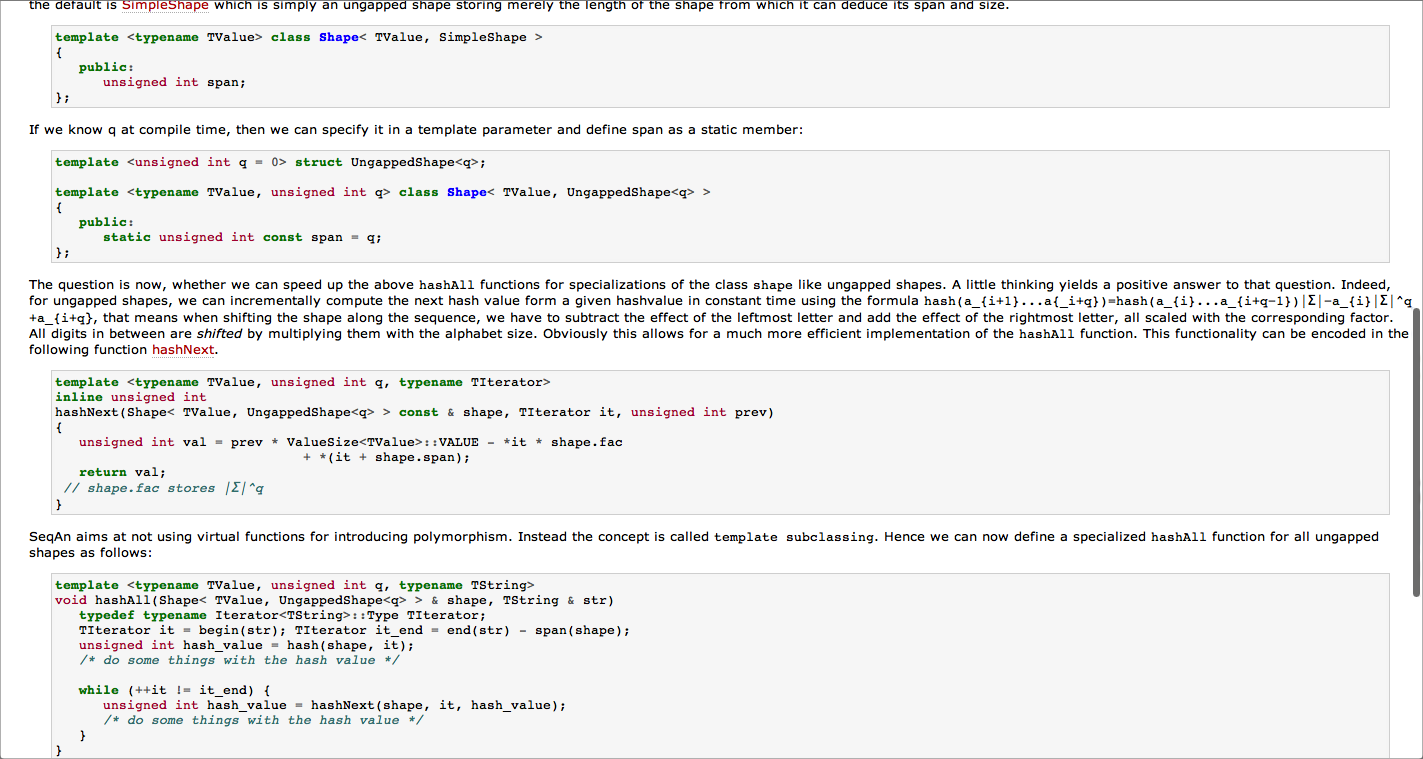 the default is SimpleShape which is simply an ungapped shape storing merely the length of the shape from which it can deduce its span and size.
template <typename TValue> class Shape< TValue, SimpleShape >
{
   public:
      unsigned int span;
};
If we know q at compile time, then we can specify it in a template parameter and define span as a static member:
template <unsigned int q = 0> struct UngappedShape<q>;
template <typename TValue, unsigned int q> class Shape< TValue, UngappedShape<q> >
{
   public:
      static unsigned int const span = q;
};
The question is now, whether we can speed up the above hashAll functions for specializations of the class shape like ungapped shapes. A little thinking yields a positive answer to that question. Indeed,
for ungapped shapes, we can incrementally compute the next hash value form a given hashvalue in constant time using the formula hash(a_{i+1}...a{_i+q})=hash(a_{i}...a_{i+q-1})|Σ|-a_{i}|Σ|^q
+a_{i+q}, that means when shifting the shape along the sequence, we have to subtract the effect of the leftmost letter and add the effect of the rightmost letter, all scaled with the corresponding factor.
All digits in between are shifted by multiplying them with the alphabet size. Obviously this allows for a much more efficient implementation of the hashAll function. This functionality can be encoded in the
following function hashNext.
template <typename TValue, unsigned int q, typename TIterator>
inline unsigned int
hashNext(Shape< TValue, UngappedShape<q> > const & shape, TIterator it, unsigned int prev)
{
   unsigned int val = prev * ValueSize<TValue>::VALUE - *it * shape.fac
                               + *(it + shape.span);
   return val;
 // shape.fac stores |Σ|^q
}
SeqAn aims at not using virtual functions for introducing polymorphism. Instead the concept is called template subclassing. Hence we can now define a specialized hashAll function for all ungapped
shapes as follows:
template <typename TValue, unsigned int q, typename TString>
void hashAll(Shape< TValue, UngappedShape<q> > & shape, TString & str)
   typedef typename Iterator<TString>::Type TIterator;
   TIterator it = begin(str); TIterator it_end = end(str) - span(shape);
   unsigned int hash_value = hash(shape, it);
   /* do some things with the hash value */
   while (++it != it_end) {
      unsigned int hash_value = hashNext(shape, it, hash_value);
      /* do some things with the hash value */
   }
}